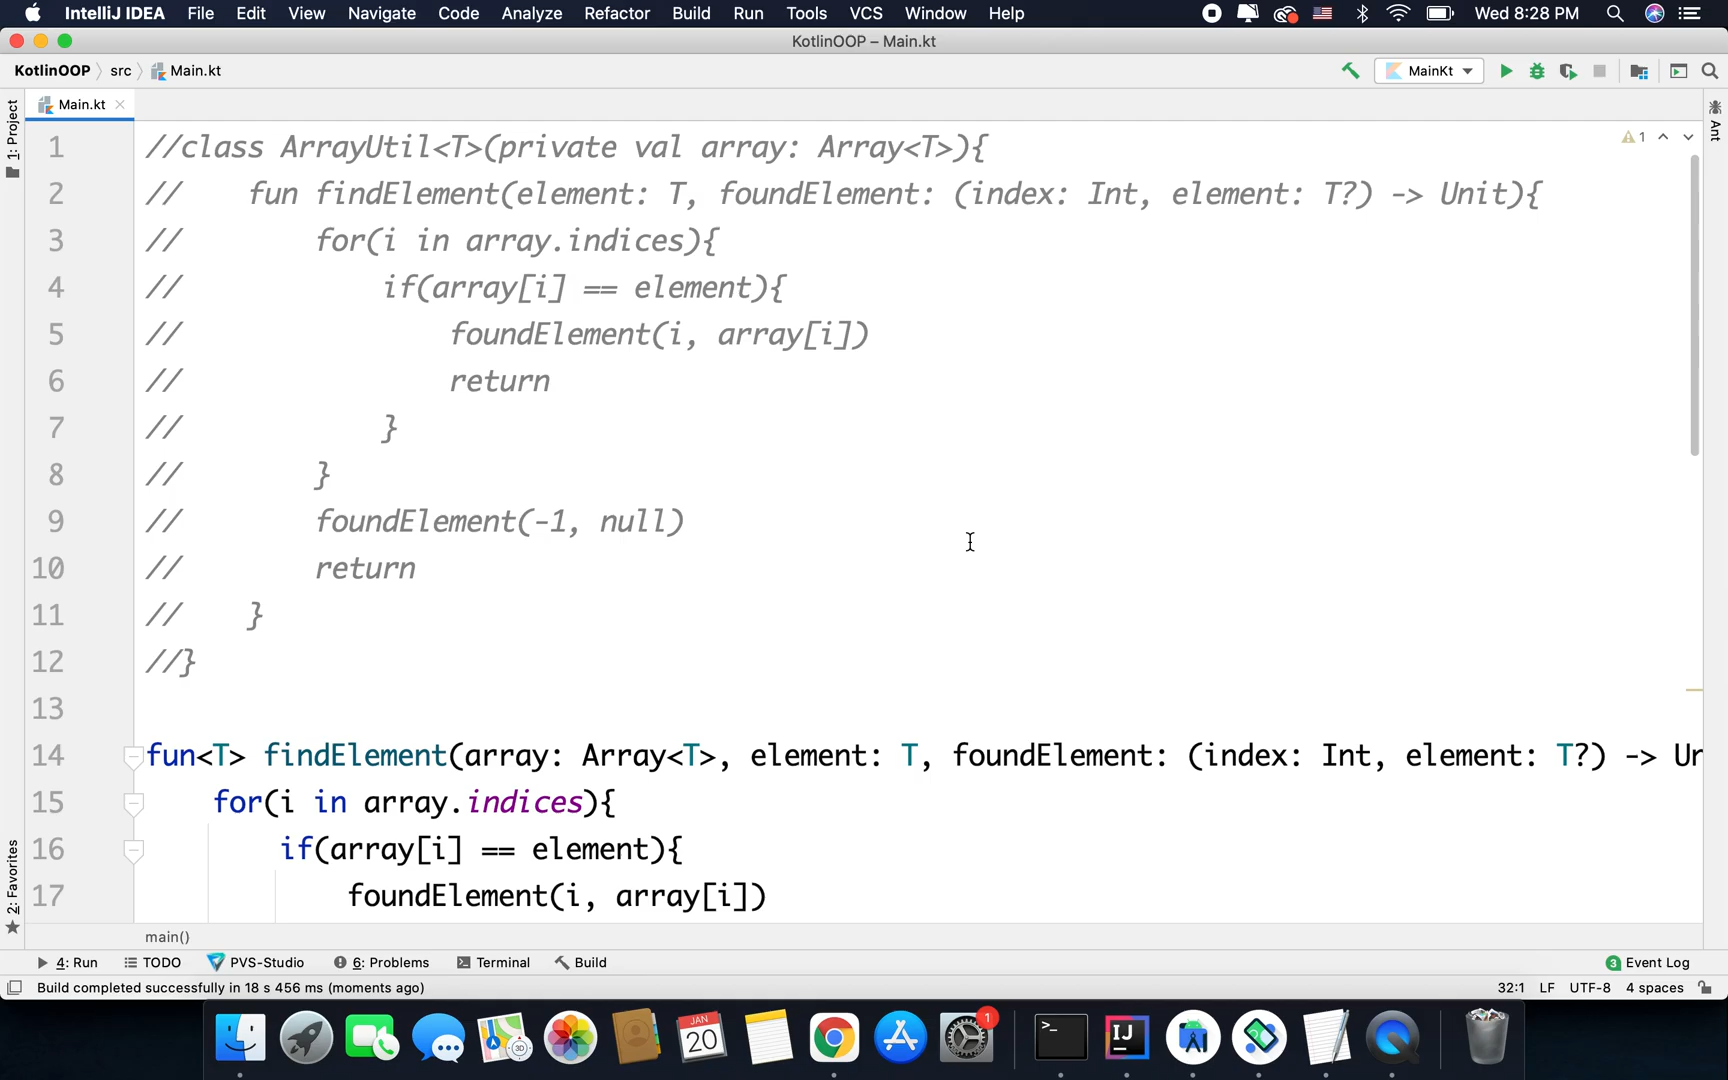 IntelliJ IDEA File Edit View Navigate Code Analyze Refactor Build Run Tools VCS Window Help Wed 8:28 PM
KotlinOOP – Main.kt
KotlinOOP src Main.kt MainKt
1: Project
Main.kt
Ant
1 //class ArrayUtil<T>(private val array: Array<T>){
1
2 // fun findElement(element: T, foundElement: (index: Int, element: T?) -> Unit){
3 // for(i in array.indices){
4 // if(array[i] == element){
5 // foundElement(i, array[i])
6 // return
7 // }
8 // }
9 // foundElement(-1, null)
10 // return
11 // }
12 //}
13
14 fun<T> findElement(array: Array<T>, element: T, foundElement: (index: Int, element: T?) -> Un
15 for(i in array.indices){
16 if(array[i] == element){
17 foundElement(i, array[i])
2: Favorites
main()
4: Run TODO PVS-Studio 6: Problems Terminal Build 3 Event Log
Build completed successfully in 18 s 456 ms (moments ago) 32:1 LF UTF-8 4 spaces
JAN
20
3D
1
>_
IJ